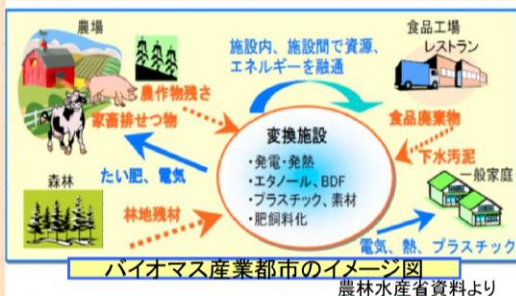 農場
施設内、施設間で資源、
エネルギーを融通
食品工場
レストラン
農作物残さ
家畜排せつ物
食品廃棄物
変換施設
・発電・発熱
・エタノール、BDF
・プラスチック、素材
・肥飼料化
下水汚泥
たい肥、電気
一般家庭
森林
林地残材
電気、熱、プラスチック
バイオマス産業都市のイメージ図
農林水産省資料より